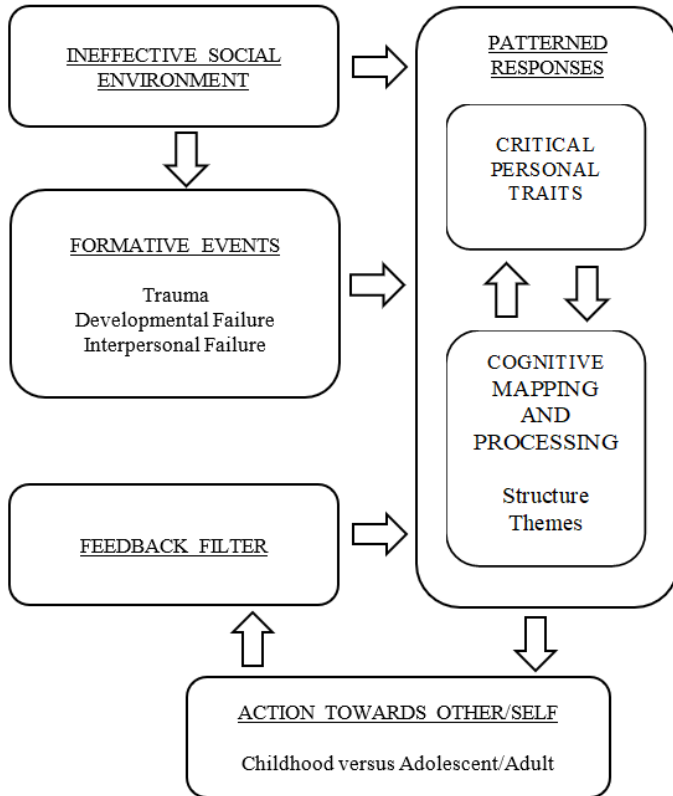 INEFFECTIVE SOCIAL
ENVIRONMENT
PATTERNED
RESPONSES
CRITICAL
PERSONAL
TRAITS
FORMATIVE EVENTS
Trauma
Developmental Failure
Interpersonal Failure
COGNITIVE
MAPPING
AND
PROCESSING
Structure
Themes
FEEDBACK FILTER
ACTION TOWARDS OTHER/SELF
Childhood versus Adolescent/Adult